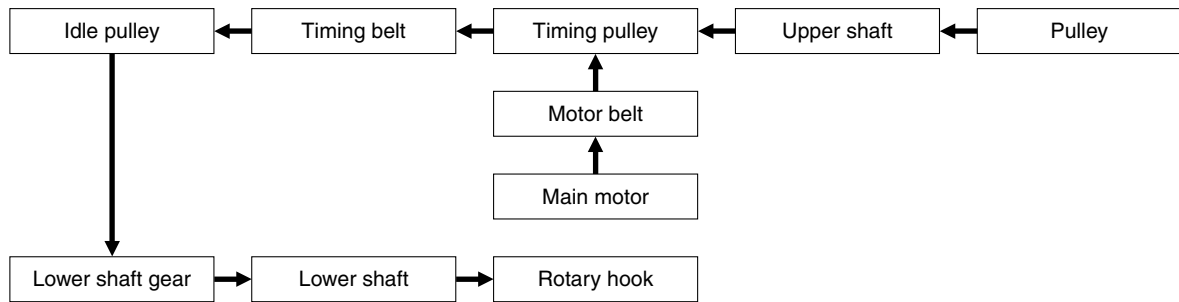 Idle pulley
Timing belt
Timing pulley
Upper shaft
Pulley
Motor belt
Main motor
Lower shaft gear
Lower shaft
Rotary hook